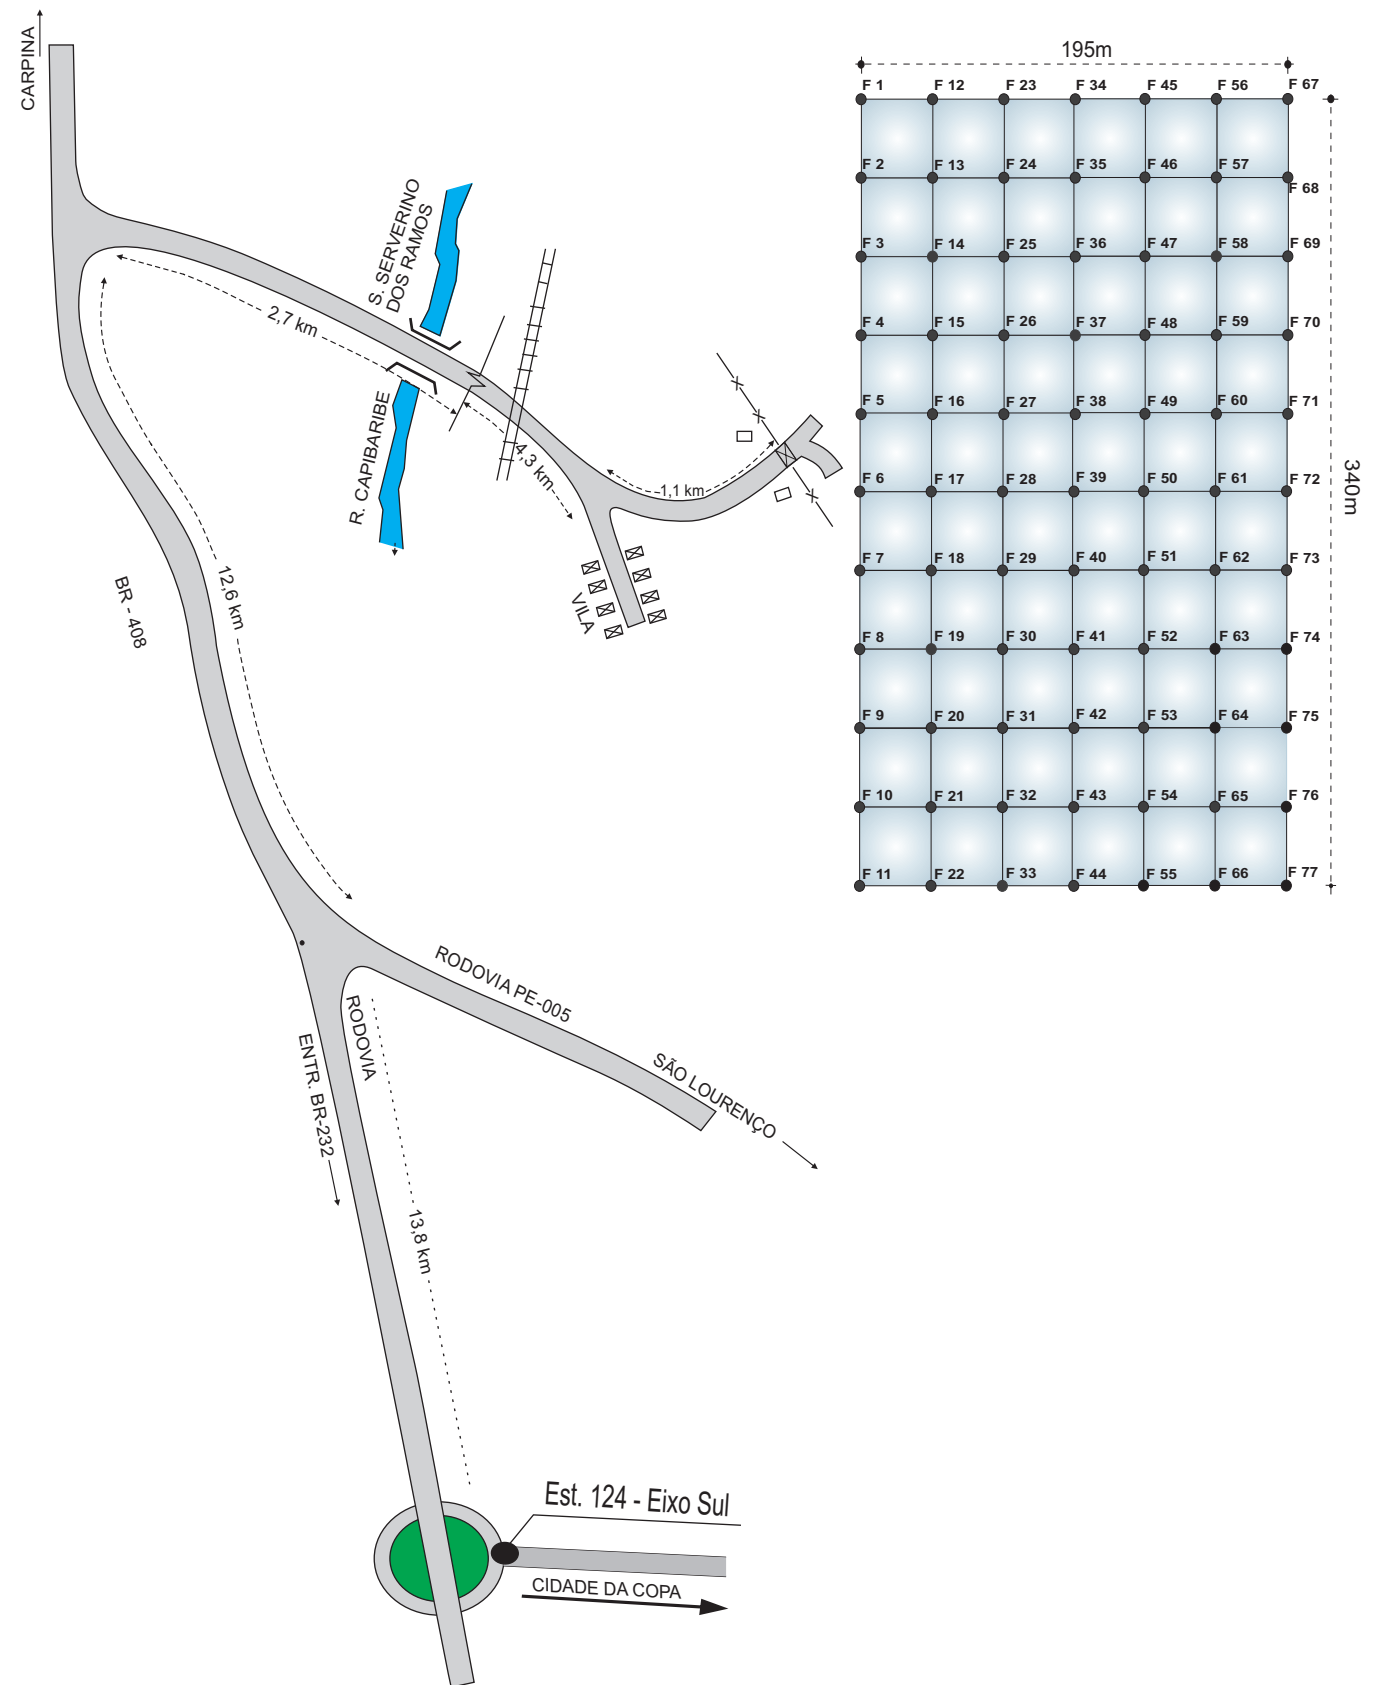 CARPINA
S. SERVERINO
DOS RAMOS
2,7 km
R. CAPIBARIBE
4,3 km
1,1 km
VILA
12,6 km
BR - 408
RODOVIA PE-005
SÃO LOURENÇO
RODOVIA
ENTR. BR-232
13,8 km
Est. 124 - Eixo Sul
CIDADE DA COPA
195m
F 1 F 12 F 23 F 34 F 45 F 56 F 67
F 2 F 13 F 24 F 35 F 46 F 57 F 68
F 3 F 14 F 25 F 36 F 47 F 58 F 69
F 4 F 15 F 26 F 37 F 48 F 59 F 70
F 5 F 16 F 27 F 38 F 49 F 60 F 71
F 6 F 17 F 28 F 39 F 50 F 61 F 72
F 7 F 18 F 29 F 40 F 51 F 62 F 73
F 8 F 19 F 30 F 41 F 52 F 63 F 74
F 9 F 20 F 31 F 42 F 53 F 64 F 75
F 10 F 21 F 32 F 43 F 54 F 65 F 76
F 11 F 22 F 33 F 44 F 55 F 66 F 77
340m